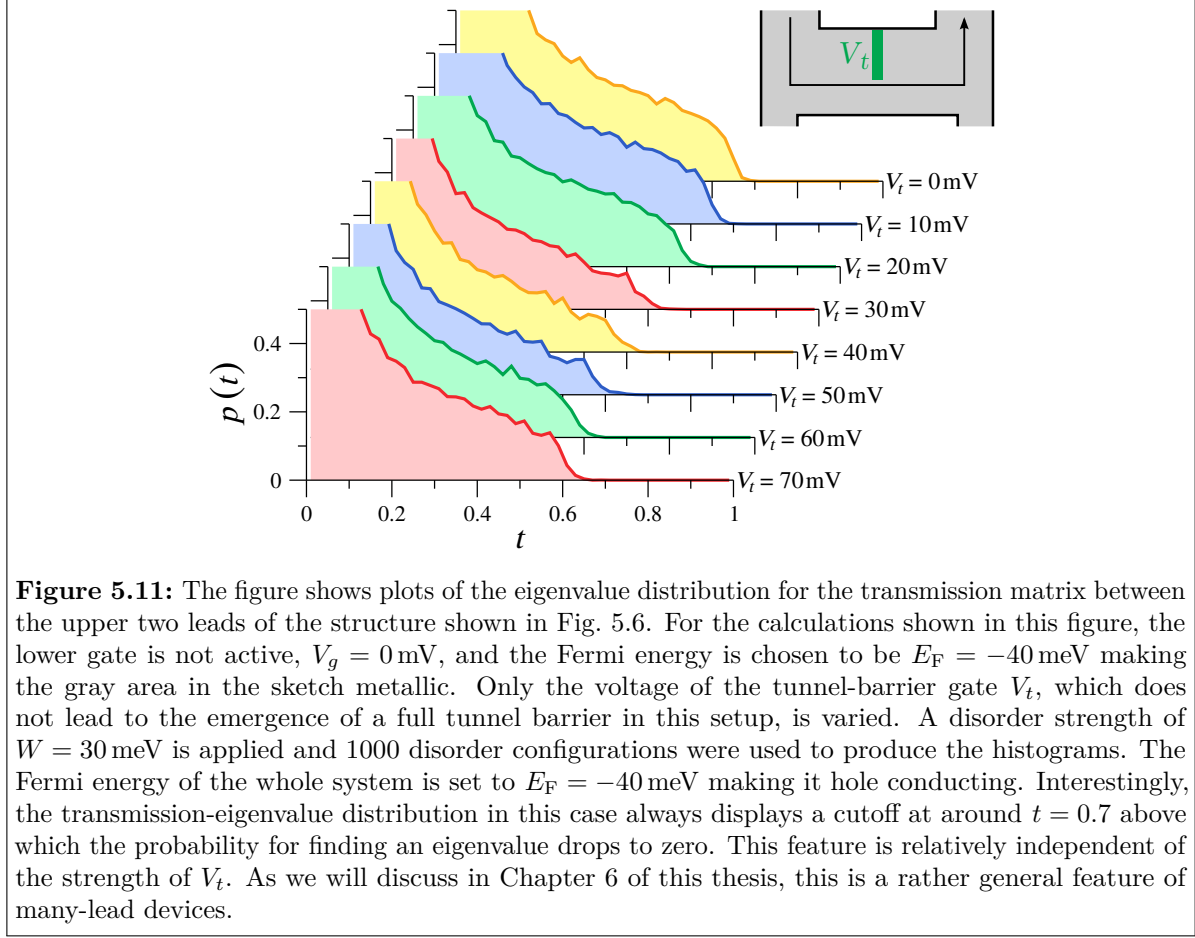 V_t
V_t = 0 mV
V_t = 10 mV
V_t = 20 mV
V_t = 30 mV
V_t = 40 mV
V_t = 50 mV
V_t = 60 mV
V_t = 70 mV
0.4
0.2
0
p(t)
0 0.2 0.4 0.6 0.8 1
t
Figure 5.11: The figure shows plots of the eigenvalue distribution for the transmission matrix between
the upper two leads of the structure shown in Fig. 5.6. For the calculations shown in this figure, the
lower gate is not active, V_g = 0 mV, and the Fermi energy is chosen to be E_F = −40 meV making
the gray area in the sketch metallic. Only the voltage of the tunnel-barrier gate V_t, which does
not lead to the emergence of a full tunnel barrier in this setup, is varied. A disorder strength of
W = 30 meV is applied and 1000 disorder configurations were used to produce the histograms. The
Fermi energy of the whole system is set to E_F = −40 meV making it hole conducting. Interestingly,
the transmission-eigenvalue distribution in this case always displays a cutoff at around t = 0.7 above
which the probability for finding an eigenvalue drops to zero. This feature is relatively independent of
the strength of V_t. As we will discuss in Chapter 6 of this thesis, this is a rather general feature of
many-lead devices.